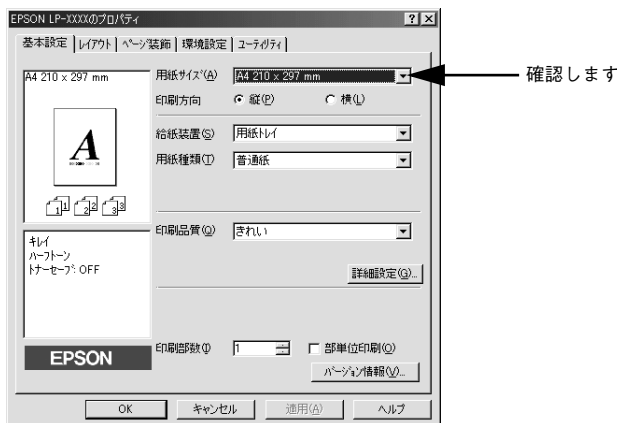 EPSON LP-XXXXのプロパティ
基本設定 レイアウト ページ装飾 環境設定 ユーティリティ
A4 210 x 297 mm
用紙サイズ(A) A4 210 x 297 mm
確認します
印刷方向 縦(P) 横(L)
給紙装置(S) 用紙トレイ
用紙種類(T) 普通紙
A
1 1 2 2 3 3
印刷品質(Q) きれい
キレイ
ハーフトーン
トナーセーブ: OFF
詳細設定(G)...
EPSON
印刷部数(I) 1 部単位印刷(O)
バージョン情報(V)...
OK キャンセル 適用(A) ヘルプ